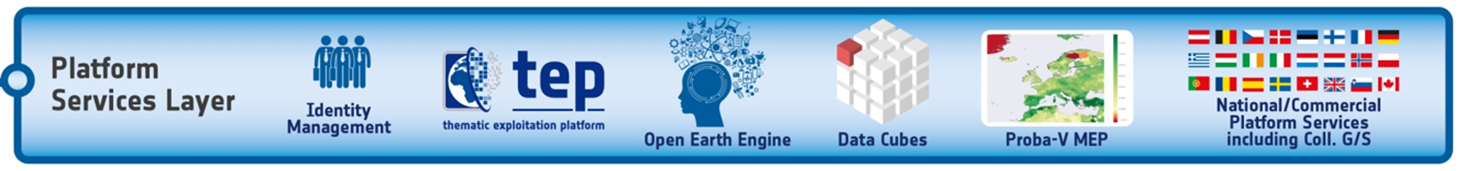 Platform
Services Layer
Identity
Management
tep
thematic exploitation platform
Open Earth Engine
Data Cubes
Proba-V MEP
National/Commercial
Platform Services
including Coll. G/S